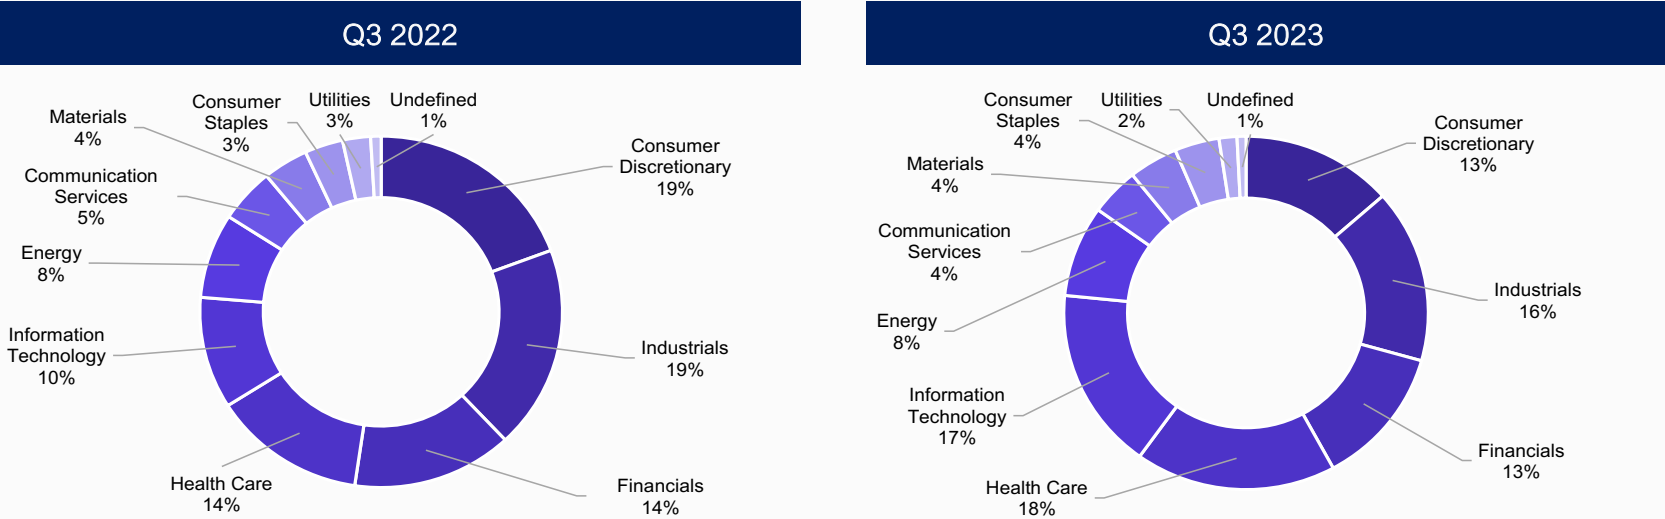 Q3 2022
Consumer
Discretionary
19%
Industrials
19%
Financials
14%
Health Care
14%
Information
Technology
10%
Energy
8%
Communication
Services
5%
Materials
4%
Consumer
Staples
3%
Utilities
3%
Undefined
1%
Q3 2023
Consumer
Discretionary
13%
Industrials
16%
Financials
13%
Health Care
18%
Information
Technology
17%
Energy
8%
Communication
Services
4%
Materials
4%
Consumer
Staples
4%
Utilities
2%
Undefined
1%